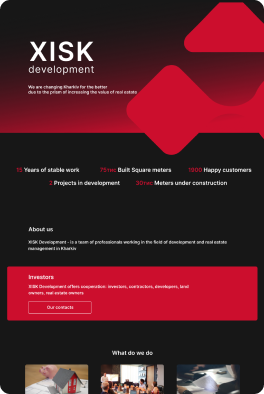 XISK
development
We are changing Kharkiv for the better
due to the prism of increasing the value of real estate
15 Years of stable work
75тис Built Square meters
1900 Happy customers
2 Projects in development
30тис Meters under construction
About us
XISK Development - is a team of professionals working in the field of development and real estate
management in Kharkiv
Investors
XISK Development offers cooperation: investors, contractors, developers, land
owners, real estate owners
Our contacts
What do we do